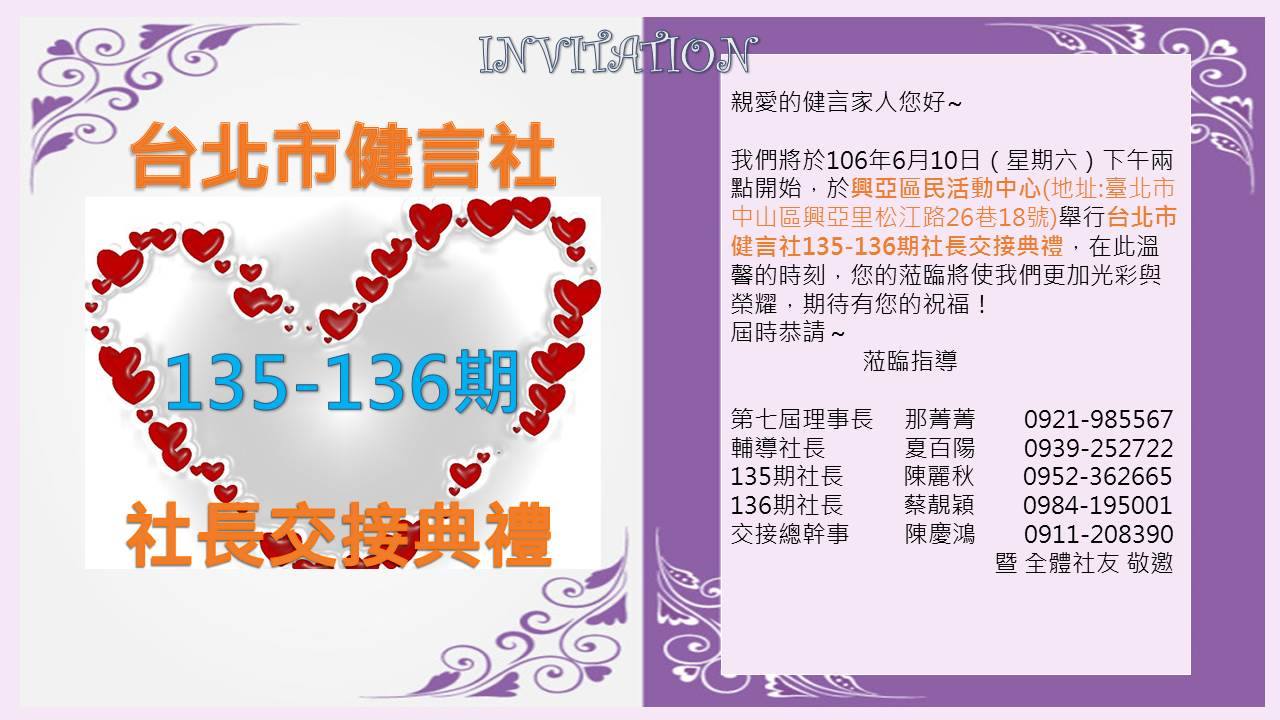 INVITATION
台北市健言社
135-136期
社長交接典禮
親愛的健言家人您好~
我們將於106年6月10日（星期六）下午兩
點開始，於興亞區民活動中心(地址:臺北市
中山區興亞里松江路26巷18號)舉行台北市
健言社135-136期社長交接典禮，在此溫
馨的時刻，您的蒞臨將使我們更加光彩與
榮耀，期待有您的祝福！
屆時恭請～
蒞臨指導
第七屆理事長 那菁菁 0921-985567
輔導社長 夏百陽 0939-252722
135期社長 陳麗秋 0952-362665
136期社長 蔡靚穎 0984-195001
交接總幹事 陳慶鴻 0911-208390
暨 全體社友 敬邀